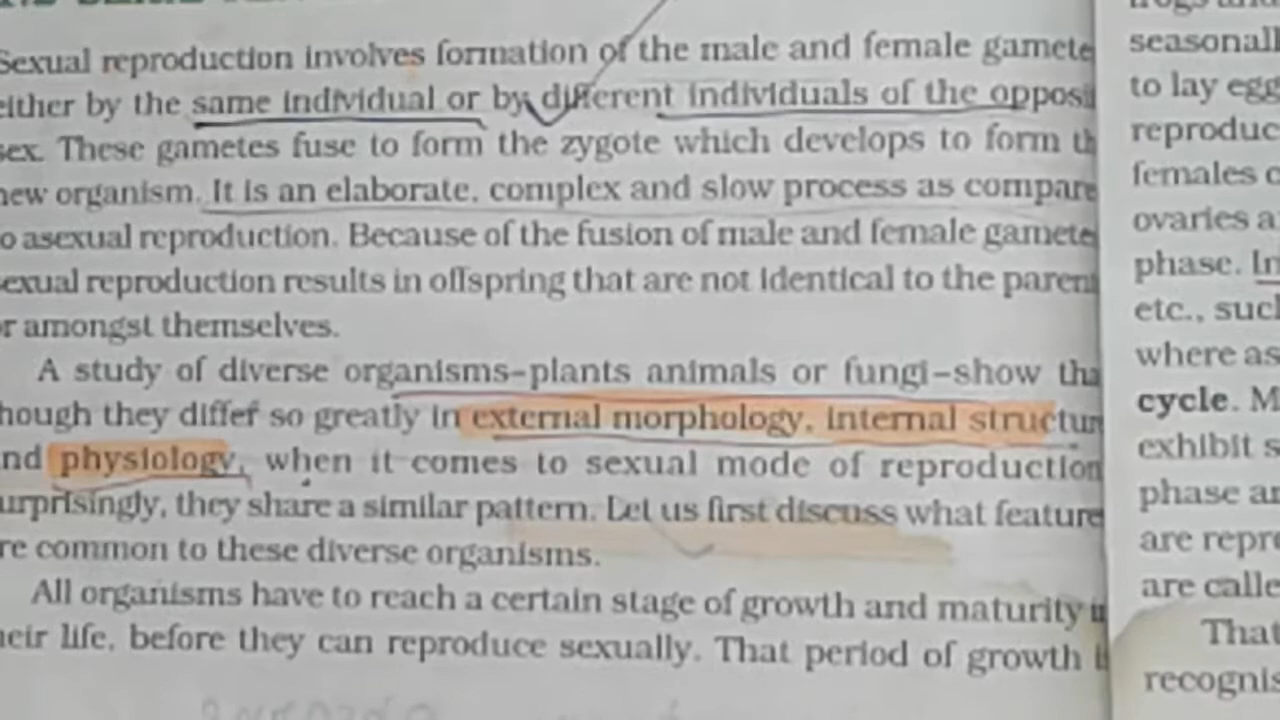 Sexual reproduction involves formation of the male and female gamete
either by the same individual or by different individuals of the opposi
sex. These gametes fuse to form the zygote which develops to form th
new organism. It is an elaborate, complex and slow process as compare
o asexual reproduction. Because of the fusion of male and female gamete
exual reproduction results in offspring that are not identical to the parent
r amongst themselves.
A study of diverse organisms–plants animals or fungi–show tha
hough they differ so greatly in external morphology, internal structur
nd physiology, when it comes to sexual mode of reproduction
urprisingly, they share a similar pattern. Let us first discuss what feature
re common to these diverse organisms.
All organisms have to reach a certain stage of growth and maturity i
heir life, before they can reproduce sexually. That period of growth i
seasonall
to lay egg
reproduc
females o
ovaries a
phase. In
etc., such
where as
cycle. M
exhibit s
phase an
are repro
are calle
That
recognis